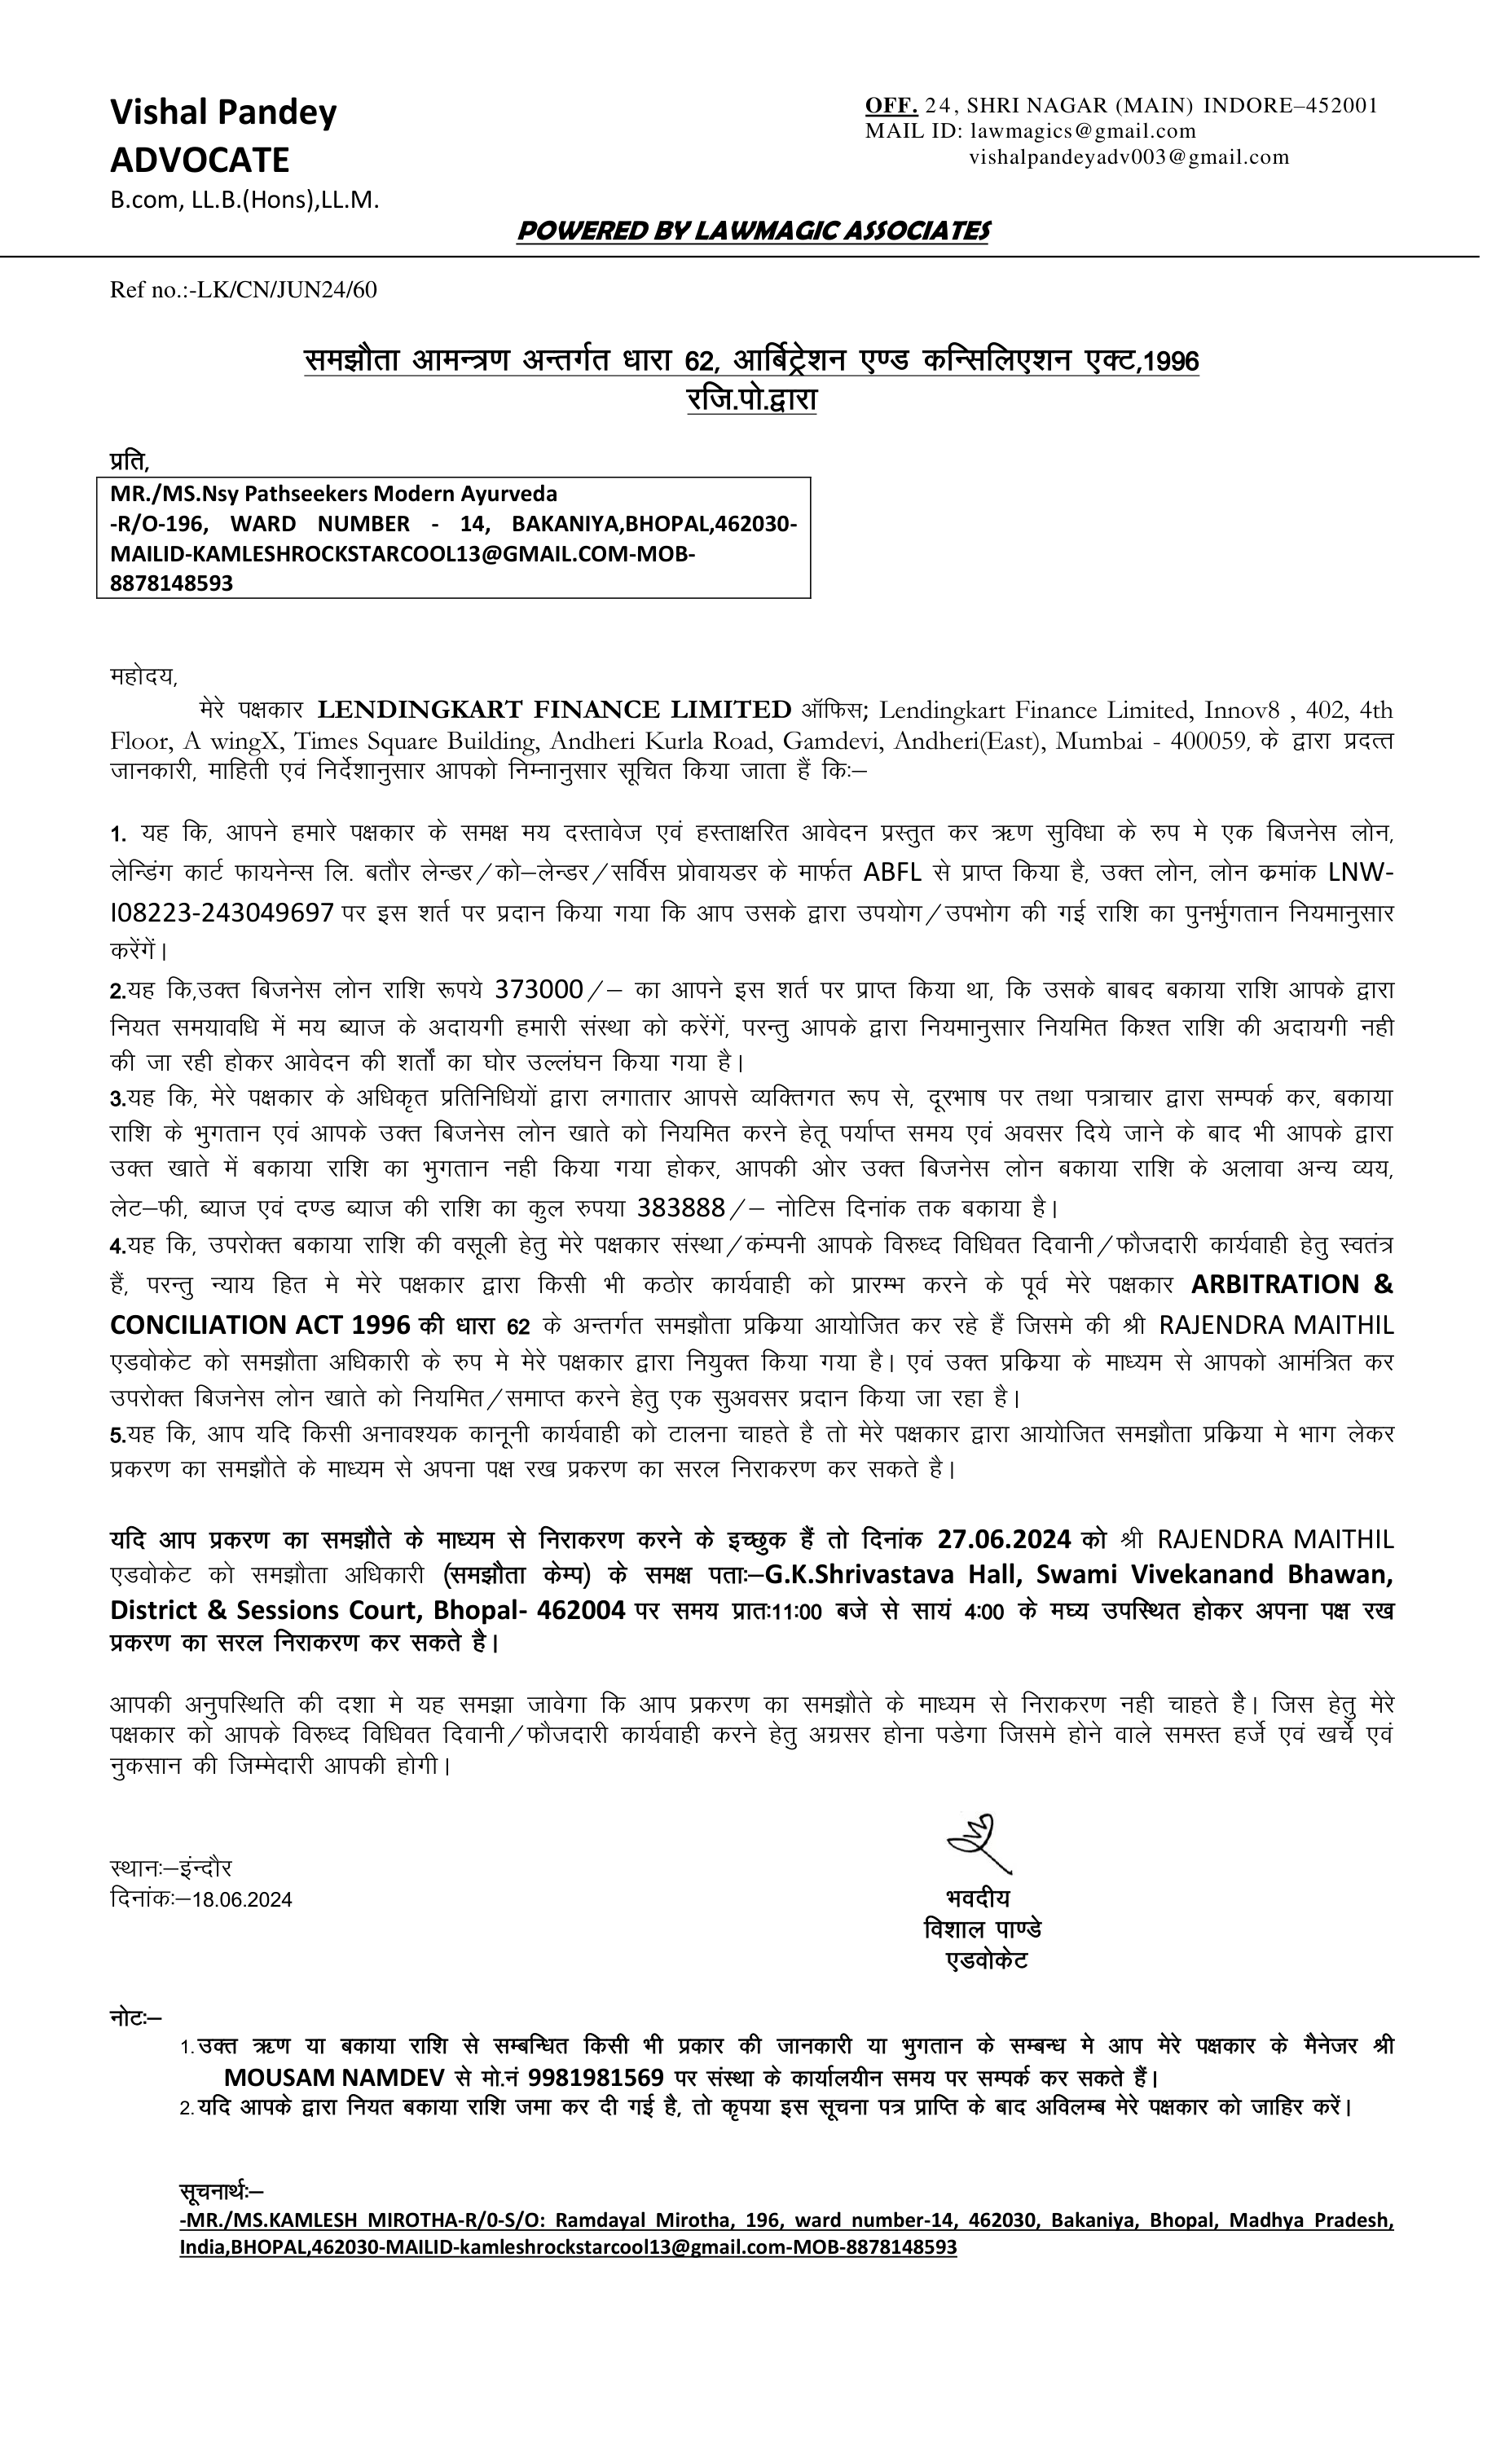 Vishal Pandey
ADVOCATE
B.com, LL.B.(Hons),LL.M.
OFF. 24, SHRI NAGAR (MAIN) INDORE–452001
MAIL ID: lawmagics@gmail.com
vishalpandeyadv003@gmail.com
POWERED BY LAWMAGIC ASSOCIATES
Ref no.:-LK/CN/JUN24/60
समझौता आमन्त्रण अन्तर्गत धारा 62, आर्बिट्रेशन एण्ड कन्सिलिएशन एक्ट,1996
रजि.पो.द्वारा
प्रति,
MR./MS.Nsy Pathseekers Modern Ayurveda
-R/O-196, WARD NUMBER - 14, BAKANIYA,BHOPAL,462030-
MAILID-KAMLESHROCKSTARCOOL13@GMAIL.COM-MOB-
8878148593
महोदय,
मेरे पक्षकार LENDINGKART FINANCE LIMITED ऑफिस; Lendingkart Finance Limited, Innov8 , 402, 4th
Floor, A wingX, Times Square Building, Andheri Kurla Road, Gamdevi, Andheri(East), Mumbai - 400059, के द्वारा प्रदत्त
जानकारी, माहिती एवं निर्देशानुसार आपको निम्नानुसार सूचित किया जाता हैं कि:–
1. यह कि, आपने हमारे पक्षकार के समक्ष मय दस्तावेज एवं हस्ताक्षरित आवेदन प्रस्तुत कर ऋण सुविधा के रुप मे एक बिजनेस लोन,
लेन्डिंग कार्ट फायनेन्स लि. बतौर लेन्डर/को–लेन्डर/सर्विस प्रोवायडर के मार्फत ABFL से प्राप्त किया है, उक्त लोन, लोन क्रमांक LNW-
I08223-243049697 पर इस शर्त पर प्रदान किया गया कि आप उसके द्वारा उपयोग/उपभोग की गई राशि का पुनर्भुगतान नियमानुसार
करेंगें।
2.यह कि,उक्त बिजनेस लोन राशि रूपये 373000/– का आपने इस शर्त पर प्राप्त किया था, कि उसके बाबद बकाया राशि आपके द्वारा
नियत समयावधि में मय ब्याज के अदायगी हमारी संस्था को करेंगें, परन्तु आपके द्वारा नियमानुसार नियमित किश्त राशि की अदायगी नही
की जा रही होकर आवेदन की शर्तों का घोर उल्लंघन किया गया है।
3.यह कि, मेरे पक्षकार के अधिकृत प्रतिनिधियों द्वारा लगातार आपसे व्यक्तिगत रूप से, दूरभाष पर तथा पत्राचार द्वारा सम्पर्क कर, बकाया
राशि के भुगतान एवं आपके उक्त बिजनेस लोन खाते को नियमित करने हेतू पर्याप्त समय एवं अवसर दिये जाने के बाद भी आपके द्वारा
उक्त खाते में बकाया राशि का भुगतान नही किया गया होकर, आपकी ओर उक्त बिजनेस लोन बकाया राशि के अलावा अन्य व्यय,
लेट–फी, ब्याज एवं दण्ड ब्याज की राशि का कुल रुपया 383888/– नोटिस दिनांक तक बकाया है।
4.यह कि, उपरोक्त बकाया राशि की वसूली हेतु मेरे पक्षकार संस्था/कंम्पनी आपके विरुध्द विधिवत दिवानी/फौजदारी कार्यवाही हेतु स्वतंत्र
हैं, परन्तु न्याय हित मे मेरे पक्षकार द्वारा किसी भी कठोर कार्यवाही को प्रारम्भ करने के पूर्व मेरे पक्षकार ARBITRATION &
CONCILIATION ACT 1996 की धारा 62 के अन्तर्गत समझौता प्रक्रिया आयोजित कर रहे हैं जिसमे की श्री RAJENDRA MAITHIL
एडवोकेट को समझौता अधिकारी के रुप मे मेरे पक्षकार द्वारा नियुक्त किया गया है। एवं उक्त प्रक्रिया के माध्यम से आपको आमंत्रित कर
उपरोक्त बिजनेस लोन खाते को नियमित/समाप्त करने हेतु एक सुअवसर प्रदान किया जा रहा है।
5.यह कि, आप यदि किसी अनावश्यक कानूनी कार्यवाही को टालना चाहते है तो मेरे पक्षकार द्वारा आयोजित समझौता प्रक्रिया मे भाग लेकर
प्रकरण का समझौते के माध्यम से अपना पक्ष रख प्रकरण का सरल निराकरण कर सकते है।
यदि आप प्रकरण का समझौते के माध्यम से निराकरण करने के इच्छुक हैं तो दिनांक 27.06.2024 को श्री RAJENDRA MAITHIL
एडवोकेट को समझौता अधिकारी (समझौता केम्प) के समक्ष पताः–G.K.Shrivastava Hall, Swami Vivekanand Bhawan,
District & Sessions Court, Bhopal- 462004 पर समय प्रातः11:00 बजे से सायं 4:00 के मघ्य उपस्थित होकर अपना पक्ष रख
प्रकरण का सरल निराकरण कर सकते है।
आपकी अनुपस्थिति की दशा मे यह समझा जावेगा कि आप प्रकरण का समझौते के माध्यम से निराकरण नही चाहते है। जिस हेतु मेरे
पक्षकार को आपके विरुध्द विधिवत दिवानी/फौजदारी कार्यवाही करने हेतु अग्रसर होना पडेगा जिसमे होने वाले समस्त हर्जे एवं खर्चे एवं
नुकसान की जिम्मेदारी आपकी होगी।
स्थानः–इंन्दौर
दिनांकः–18.06.2024
भवदीय
विशाल पाण्डे
एडवोकेट
नोटः–
1. उक्त ऋण या बकाया राशि से सम्बन्धित किसी भी प्रकार की जानकारी या भुगतान के सम्बन्ध मे आप मेरे पक्षकार के मैनेजर श्री
MOUSAM NAMDEV से मो.नं 9981981569 पर संस्था के कार्यालयीन समय पर सम्पर्क कर सकते हैं।
2. यदि आपके द्वारा नियत बकाया राशि जमा कर दी गई है, तो कृपया इस सूचना पत्र प्राप्ति के बाद अविलम्ब मेरे पक्षकार को जाहिर करें।
सूचनार्थः–
-MR./MS.KAMLESH MIROTHA-R/0-S/O: Ramdayal Mirotha, 196, ward number-14, 462030, Bakaniya, Bhopal, Madhya Pradesh,
India,BHOPAL,462030-MAILID-kamleshrockstarcool13@gmail.com-MOB-8878148593